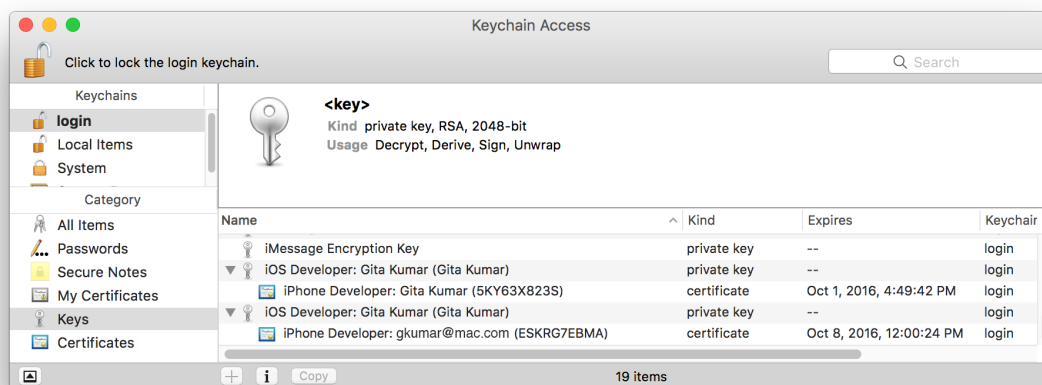 Keychain Access
Click to lock the login keychain.
Search
Keychains
login
Local Items
System
Category
All Items
Passwords
Secure Notes
My Certificates
Keys
Certificates
<key>
Kind private key, RSA, 2048-bit
Usage Decrypt, Derive, Sign, Unwrap
Name Kind Expires Keychain
iMessage Encryption Key private key -- login
iOS Developer: Gita Kumar (Gita Kumar) private key -- login
iPhone Developer: Gita Kumar (5KY63X823S) certificate Oct 1, 2016, 4:49:42 PM login
iOS Developer: Gita Kumar (Gita Kumar) private key -- login
iPhone Developer: gkumar@mac.com (ESKRG7EBMA) certificate Oct 8, 2016, 12:00:24 PM login
Copy
19 items